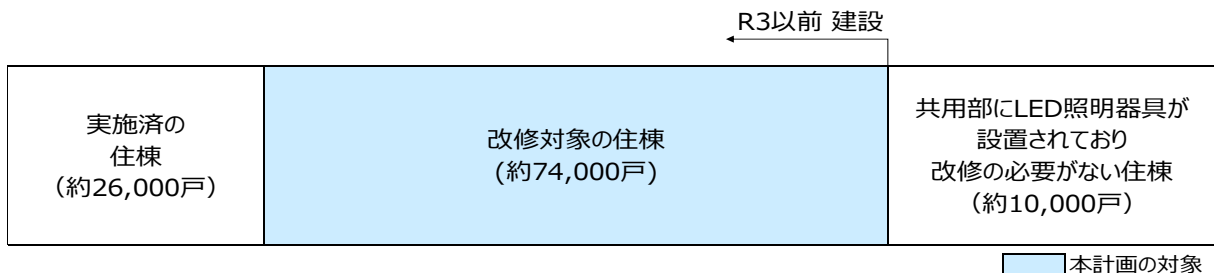 R3以前 建設
実施済の
住棟
（約26,000戸）
改修対象の住棟
(約74,000戸)
共用部にLED照明器具が
設置されており
改修の必要がない住棟
（約10,000戸）
本計画の対象